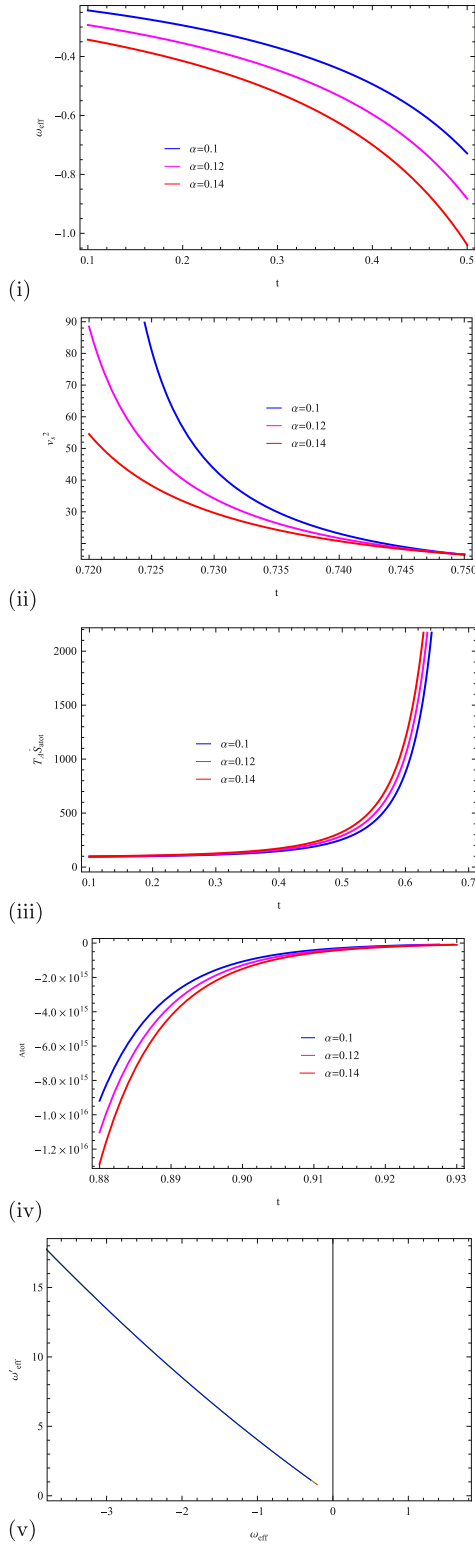 -0.4
-0.6
-0.8
-1.0
ω_eff
α=0.1
α=0.12
α=0.14
0.1 0.2 0.3 0.4 0.5
t
(i)
90
80
70
60
50
40
30
v_s^2
α=0.1
α=0.12
α=0.14
0.720 0.725 0.730 0.735 0.740 0.745 0.750
t
(ii)
2000
1500
1000
500
0
T_A Ṡ_atot
α=0.1
α=0.12
α=0.14
0.1 0.2 0.3 0.4 0.5 0.6 0.7
t
(iii)
0
-2.0×10^15
-4.0×10^15
-6.0×10^15
-8.0×10^15
-1.0×10^16
-1.2×10^16
Atot
α=0.1
α=0.12
α=0.14
0.88 0.89 0.90 0.91 0.92 0.93
t
(iv)
15
10
5
0
ω'_eff
-3 -2 -1 0 1
ω_eff
(v)